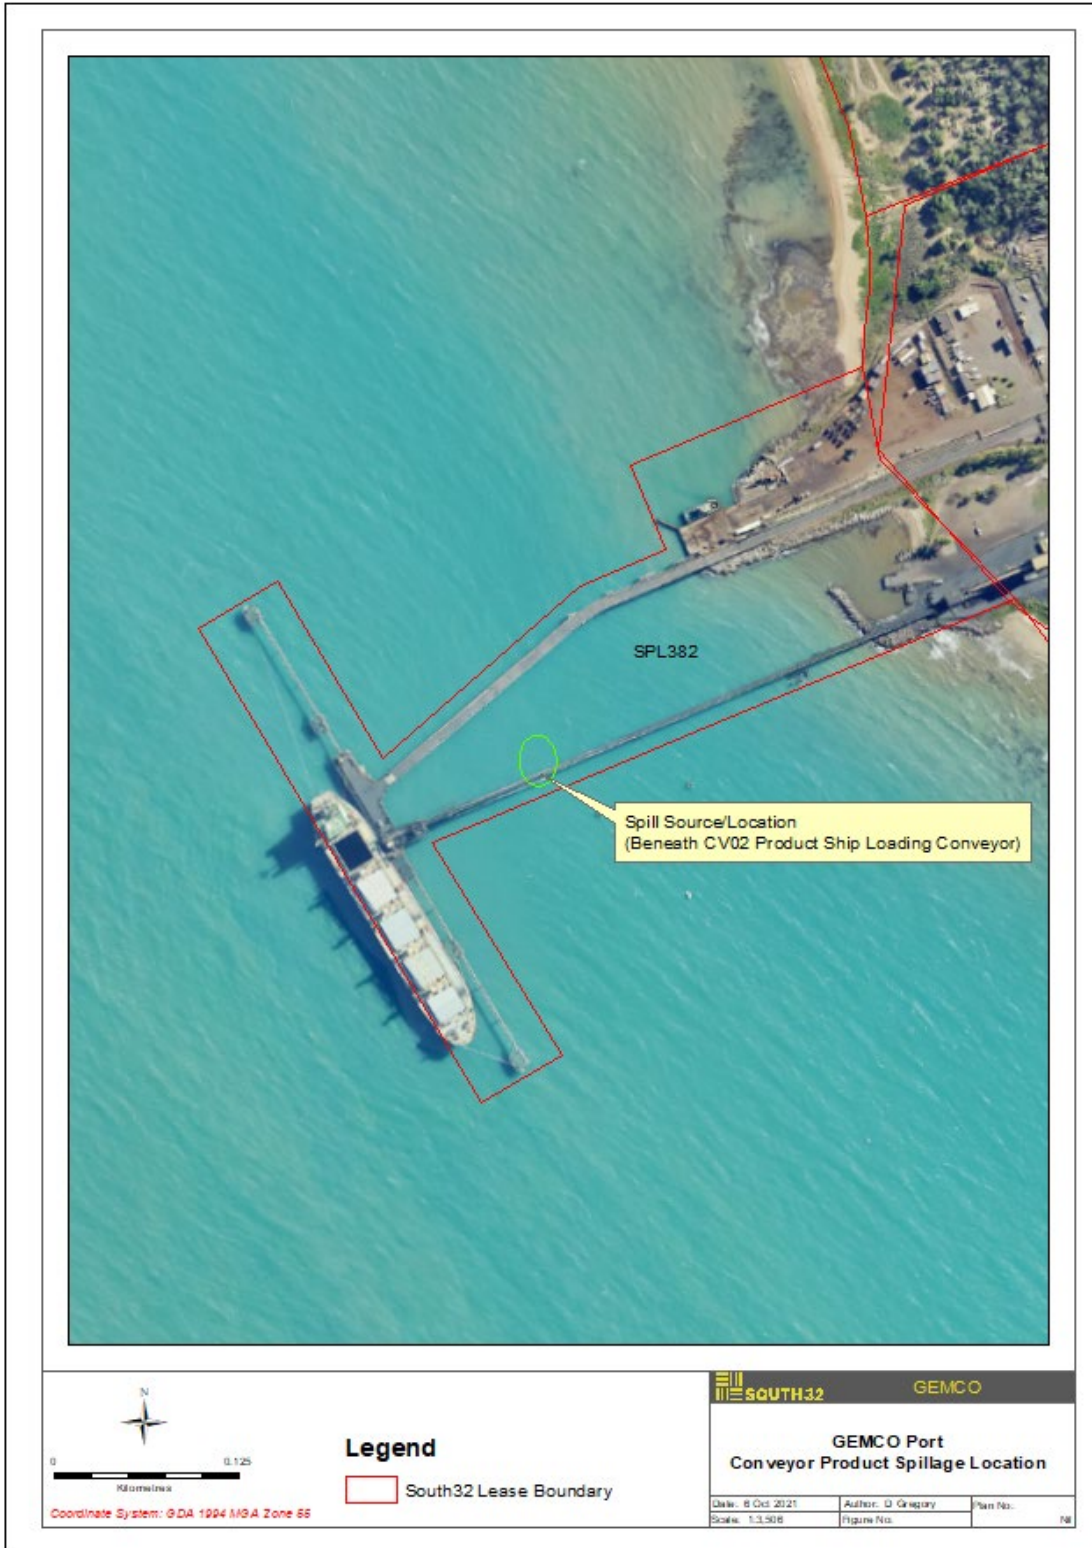 SPL382
Spill Source/Location
(Beneath CV02 Product Ship Loading Conveyor)
N
0 0.125
Kilometres
Coordinate System: GDA 1994 MGA Zone 55
Legend
South32 Lease Boundary
SOUTH32 GEMCO
GEMCO Port
Conveyor Product Spillage Location
Date: 6 Oct 2021 Author: D Gregory Plan No:
Scale: 1:3,506 Figure No: Nil